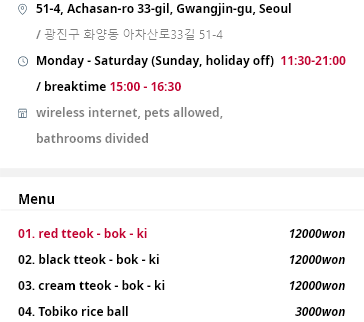 51-4, Achasan-ro 33-gil, Gwangjin-gu, Seoul
/ 광진구 화양동 아차산로33길 51-4
Monday - Saturday (Sunday, holiday off) 11:30-21:00
/ breaktime 15:00 - 16:30
wireless internet, pets allowed,
bathrooms divided
Menu
01. red tteok - bok - ki 12000won
02. black tteok - bok - ki 12000won
03. cream tteok - bok - ki 12000won
04. Tobiko rice ball 3000won